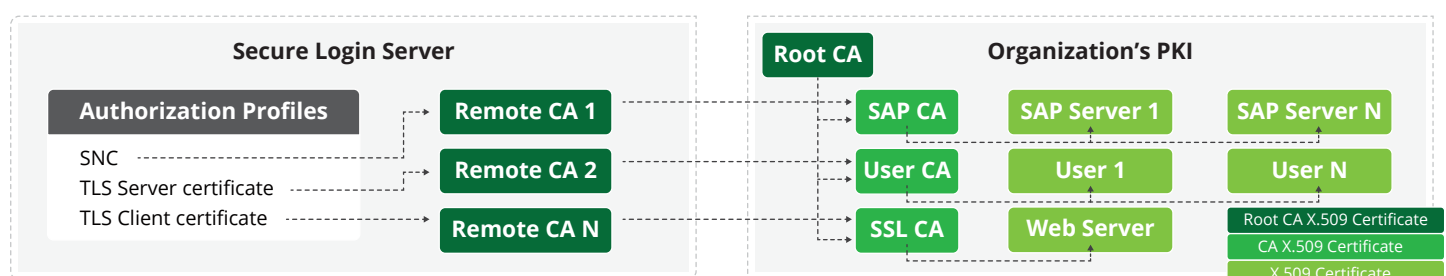 Secure Login Server
Authorization Profiles
SNC
TLS Server certificate
TLS Client certificate
Remote CA 1
Remote CA 2
Remote CA N
Organization's PKI
Root CA
SAP CA
SAP Server 1
SAP Server N
User CA
User 1
User N
SSL CA
Web Server
Root CA X.509 Certificate
CA X.509 Certificate
X.509 Certificate